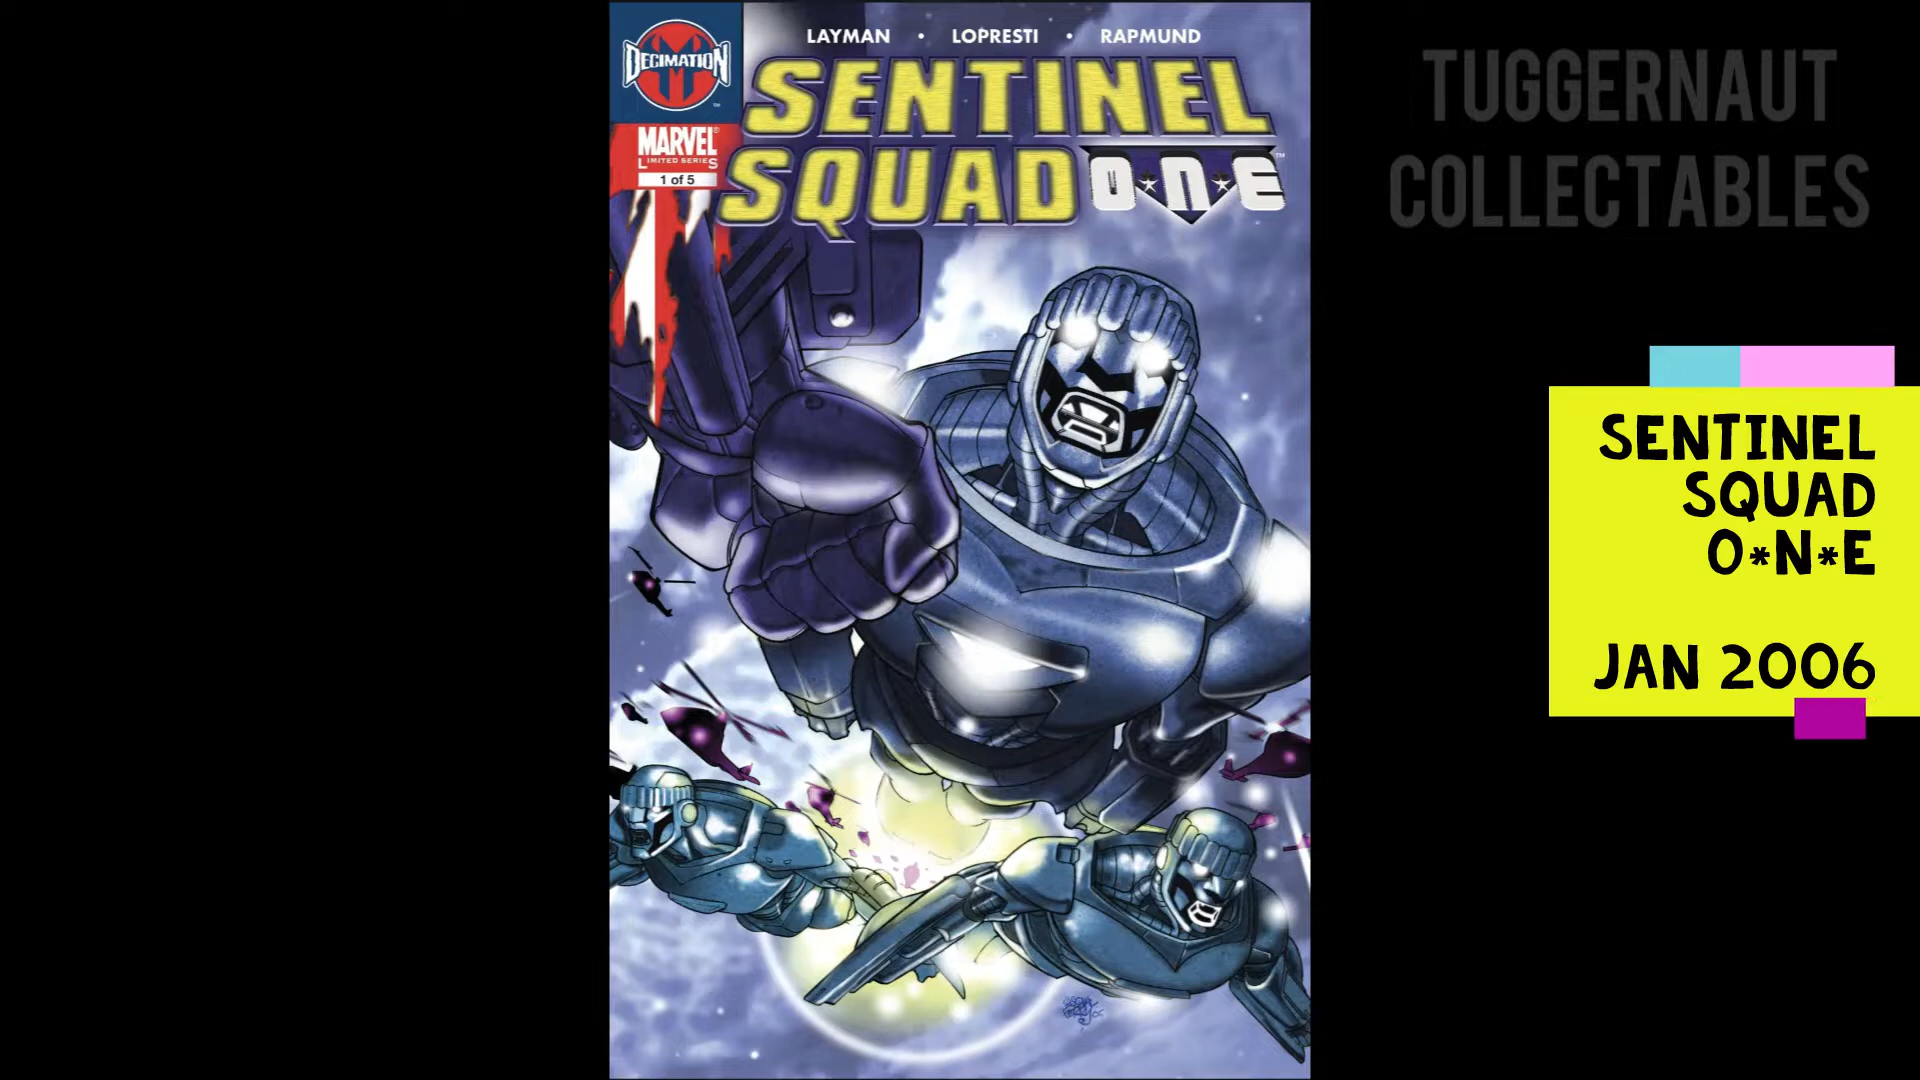 LAYMAN • LOPRESTI • RAPMUND
DECIMATION
SENTINEL
SQUAD O★N★E
MARVEL
LIMITED SERIES
1 of 5
TUGGERNAUT
COLLECTABLES
SENTINEL
SQUAD
O*N*E
JAN 2006